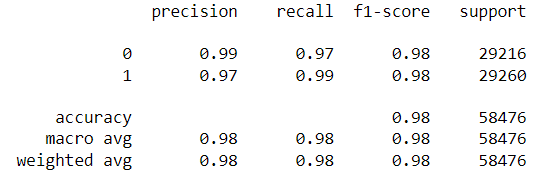 precision recall f1-score support
0 0.99 0.97 0.98 29216
1 0.97 0.99 0.98 29260
accuracy 0.98 58476
macro avg 0.98 0.98 0.98 58476
weighted avg 0.98 0.98 0.98 58476